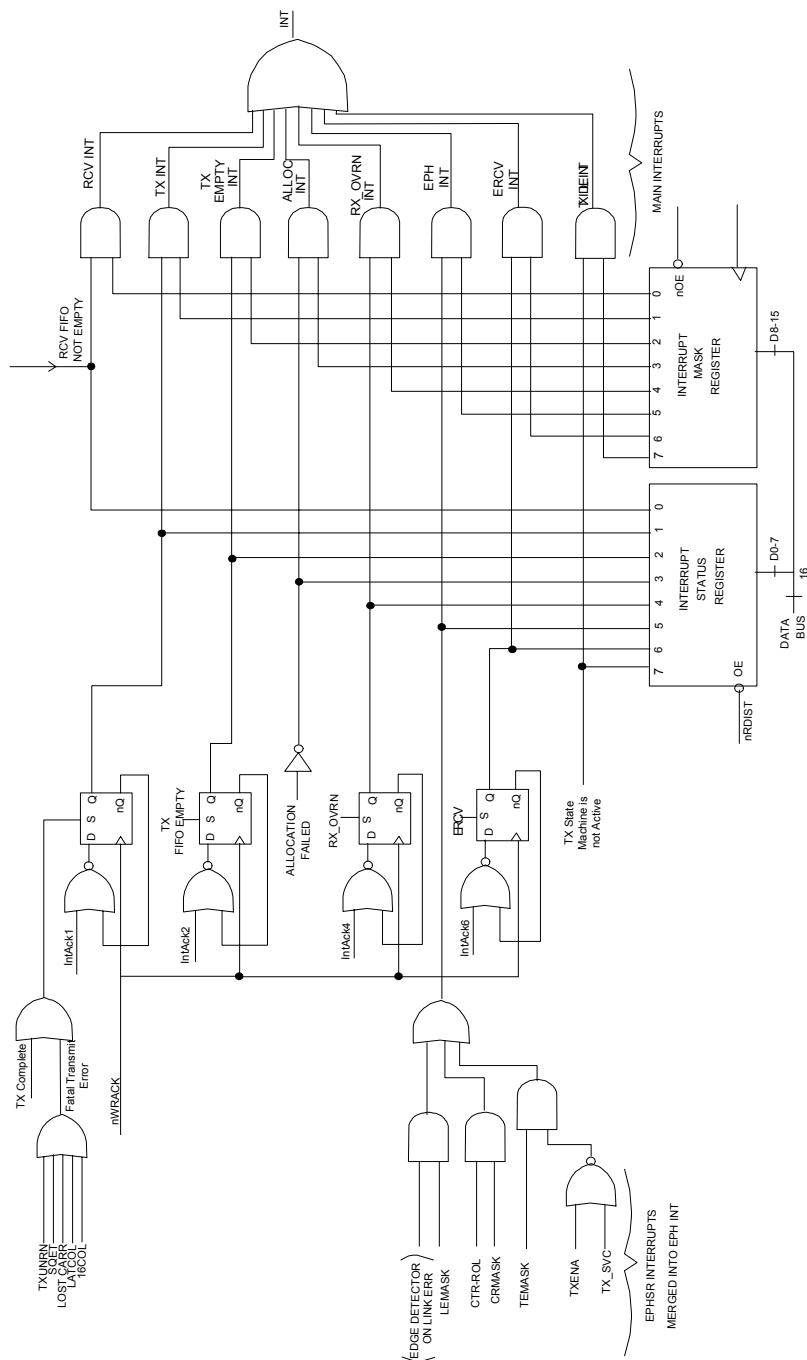 INT
RCV INT
TX INT
TX
EMPTY
INT
ALLOC
INT
RX_OVRN
INT
EPH
INT
ERCV
INT
MAIN INTERRUPTS
RCV FIFO
NOT EMPTY
0
1
2
3
4
5
6
7
nOE
INTERRUPT
MASK
REGISTER
D8-15
0
1
2
3
4
5
6
7
INTERRUPT
STATUS
REGISTER
OE
nRDIST
D0-7
DATA
BUS
16
D
S
Q
nQ
IntAck1
TX
FIFO EMPTY
D
S
Q
nQ
IntAck2
ALLOCATION
FAILED
RX_OVRN
D
S
Q
nQ
IntAck4
ERCV
D
S
Q
nQ
IntAck6
TX State
Machine is
not Active
TX Complete
Fatal Transmit
Error
nWRACK
TXUNRN
SQET
LOST CARR
LATCOL
16COL
EDGE DETECTOR
ON LINK ERR
LEMASK
CTR-ROL
CRMASK
TEMASK
TXENA
TX_SVC
EPHSR INTERRUPTS
MERGED INTO EPH INT